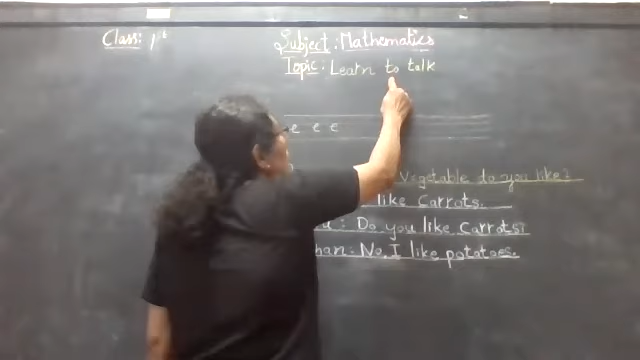 Class: 1st
Subject: Mathematics
Topic: Learn to talk
e e e
Vegetable do you like?
like carrots.
: Do you like carrots?
han: No, I like potatoes.